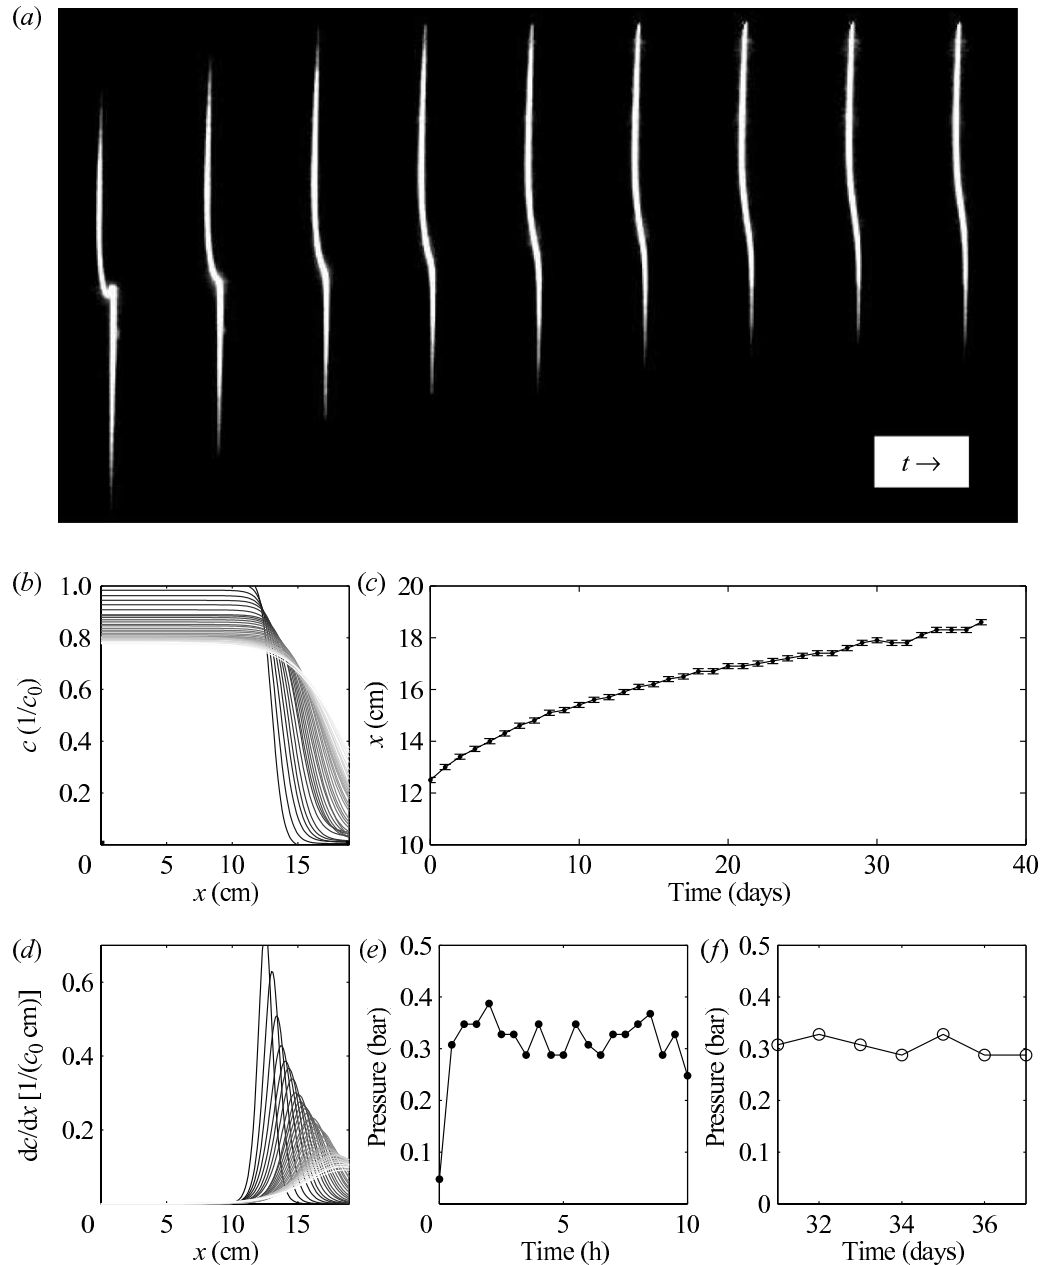 (a)
t →
(b)
1.0
0.8
0.6
0.4
0.2
0
5
10
15
c (1/c0)
x (cm)
(c)
20
18
16
14
12
10
0
10
20
30
40
x (cm)
Time (days)
(d)
0.6
0.4
0.2
0
5
10
15
dc/dx [1/(c0 cm)]
x (cm)
(e)
0.5
0.4
0.3
0.2
0.1
0
5
10
Pressure (bar)
Time (h)
(f)
0.5
0.4
0.3
0.2
0.1
0
32
34
36
Pressure (bar)
Time (days)